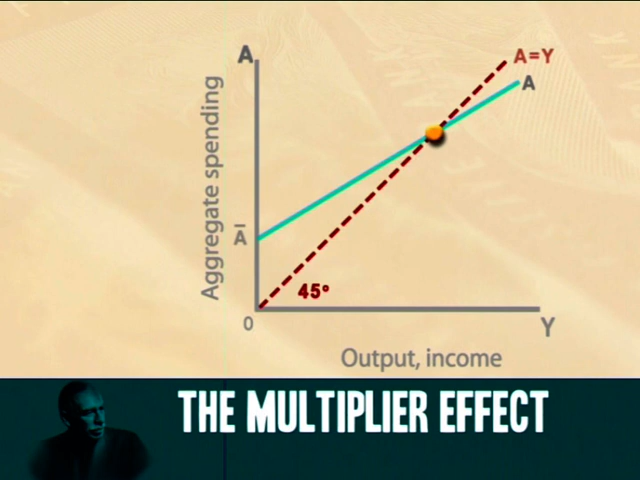 A
A=Y
A
Aggregate spending
Ā
45°
0
Y
Output, income
THE MULTIPLIER EFFECT